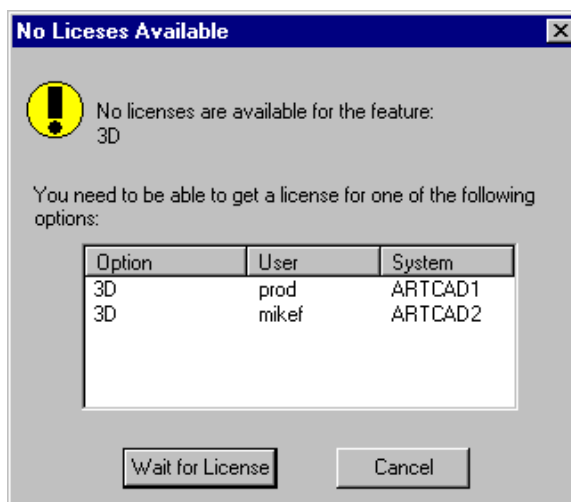 No Liceses Available
No licenses are available for the feature:
3D
You need to be able to get a license for one of the following
options:
Option User System
3D prod ARTCAD1
3D mikef ARTCAD2
Wait for License Cancel